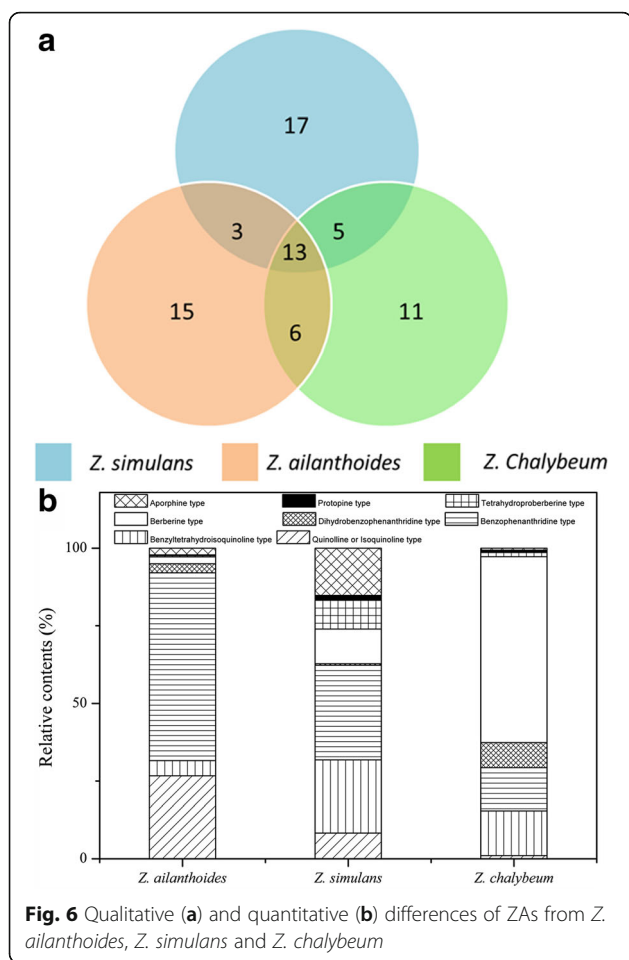 a
17
3
5
13
15
6
11
Z. simulans
Z. ailanthoides
Z. Chalybeum
b
Aporphine type
Protopine type
Tetrahydroproberberine type
Berberine type
Dihydrobenzophenanthridine type
Benzophenanthridine type
Benzyltetrahydroisoquinoline type
Quinolline or Isoquinoline type
100
50
0
Relative contents (%)
Z. ailanthoides
Z. simulans
Z. chalybeum
Fig. 6 Qualitative (a) and quantitative (b) differences of ZAs from Z.
ailanthoides, Z. simulans and Z. chalybeum